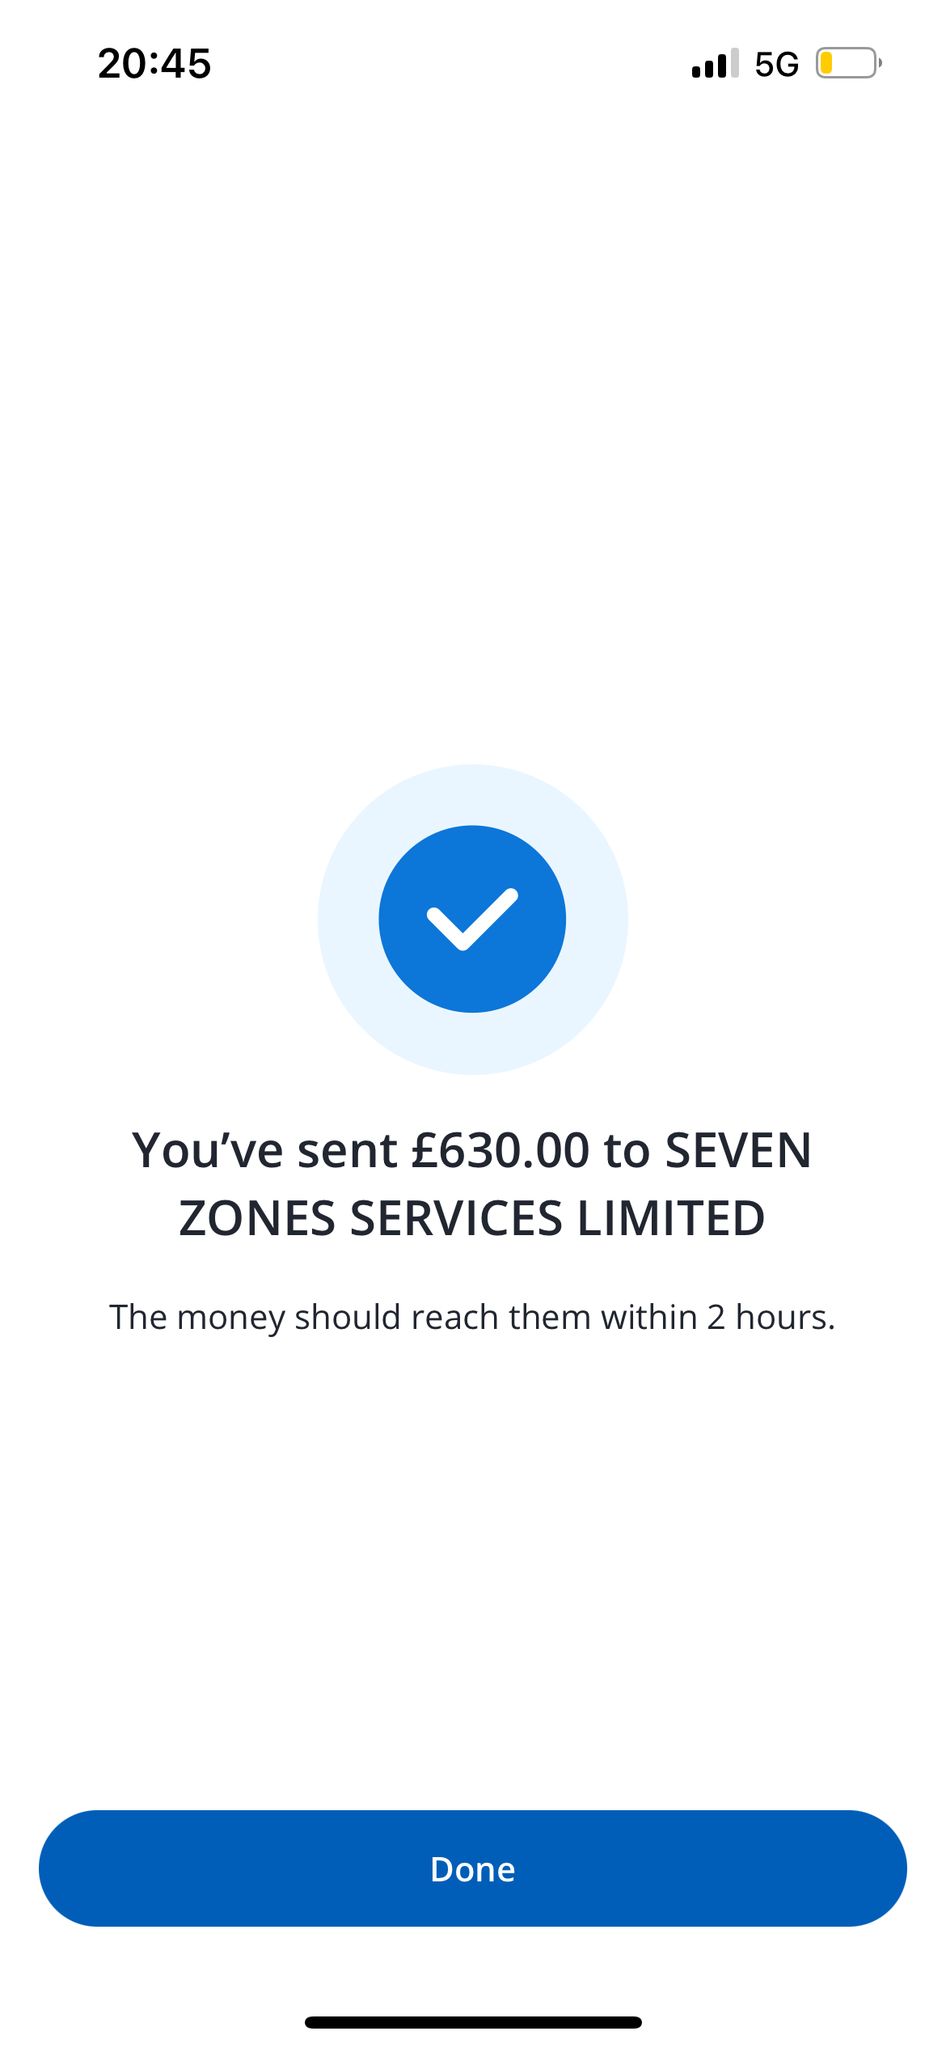 20:45
5G
You’ve sent £630.00 to SEVEN
ZONES SERVICES LIMITED
The money should reach them within 2 hours.
Done